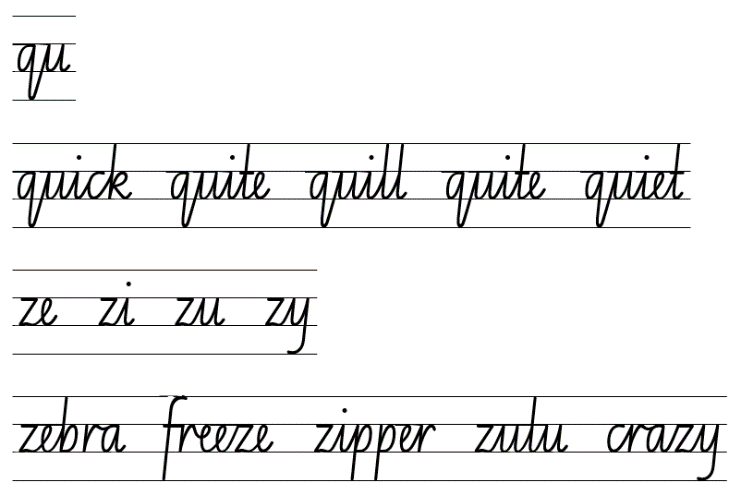 qu
quick quite quill quite quiet
ze zi zu zy
zebra freeze zipper zulu crazy